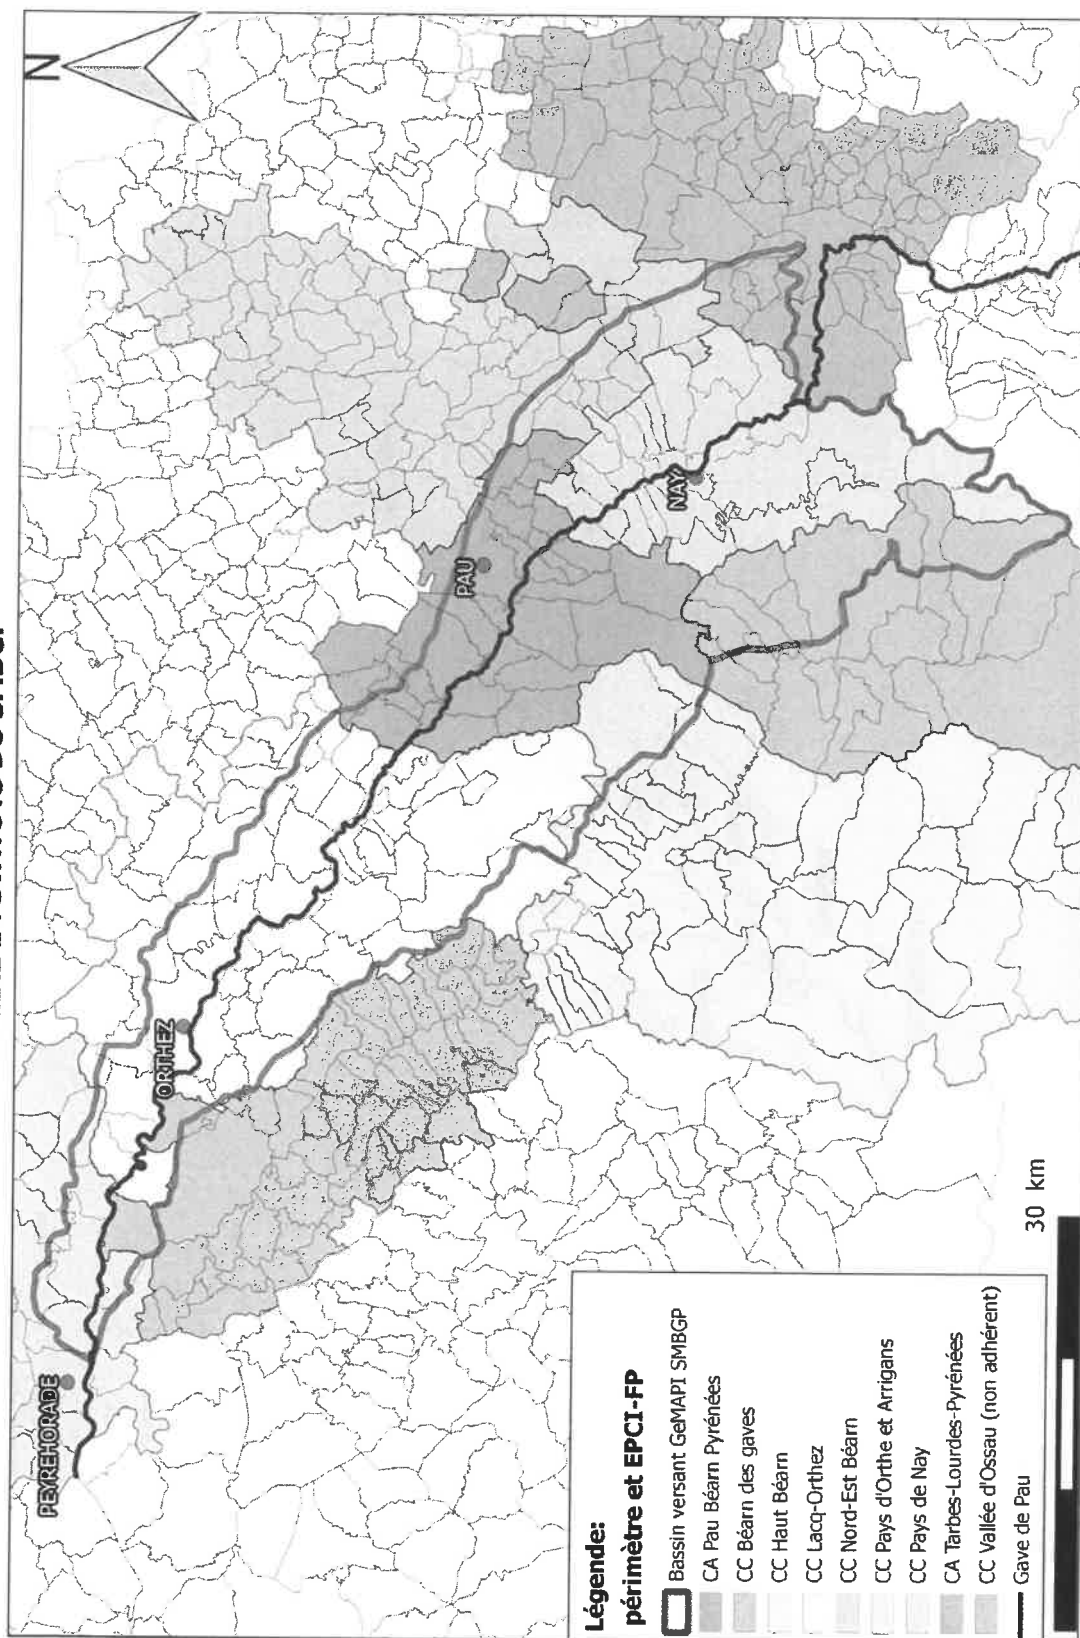 N
PEYREHORADE
ORTHEZ
PAU
NAY
Légende:
périmètre et EPCI-FP
Bassin versant GeMAPI SMBGP
CA Pau Béarn Pyrénées
CC Béarn des gaves
CC Haut Béarn
CC Lacq-Orthez
CC Nord-Est Béarn
CC Pays d'Orthe et Arrigans
CC Pays de Nay
CA Tarbes-Lourdes-Pyrénées
CC Vallée d'Ossau (non adhérent)
Gave de Pau
30 km